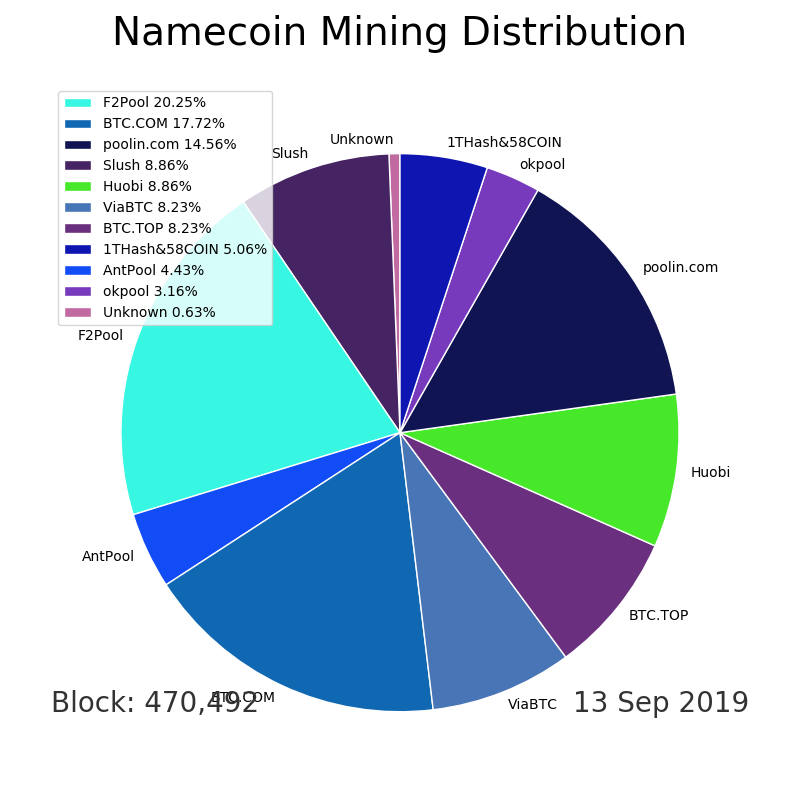 Namecoin Mining Distribution
F2Pool 20.25%
BTC.COM 17.72%
poolin.com 14.56%
Slush 8.86%
Huobi 8.86%
ViaBTC 8.23%
BTC.TOP 8.23%
1THash&58COIN 5.06%
AntPool 4.43%
okpool 3.16%
Unknown 0.63%
Unknown
1THash&58COIN
Slush
okpool
poolin.com
F2Pool
Huobi
AntPool
BTC.TOP
BTC.COM
ViaBTC
Block: 470,492
13 Sep 2019